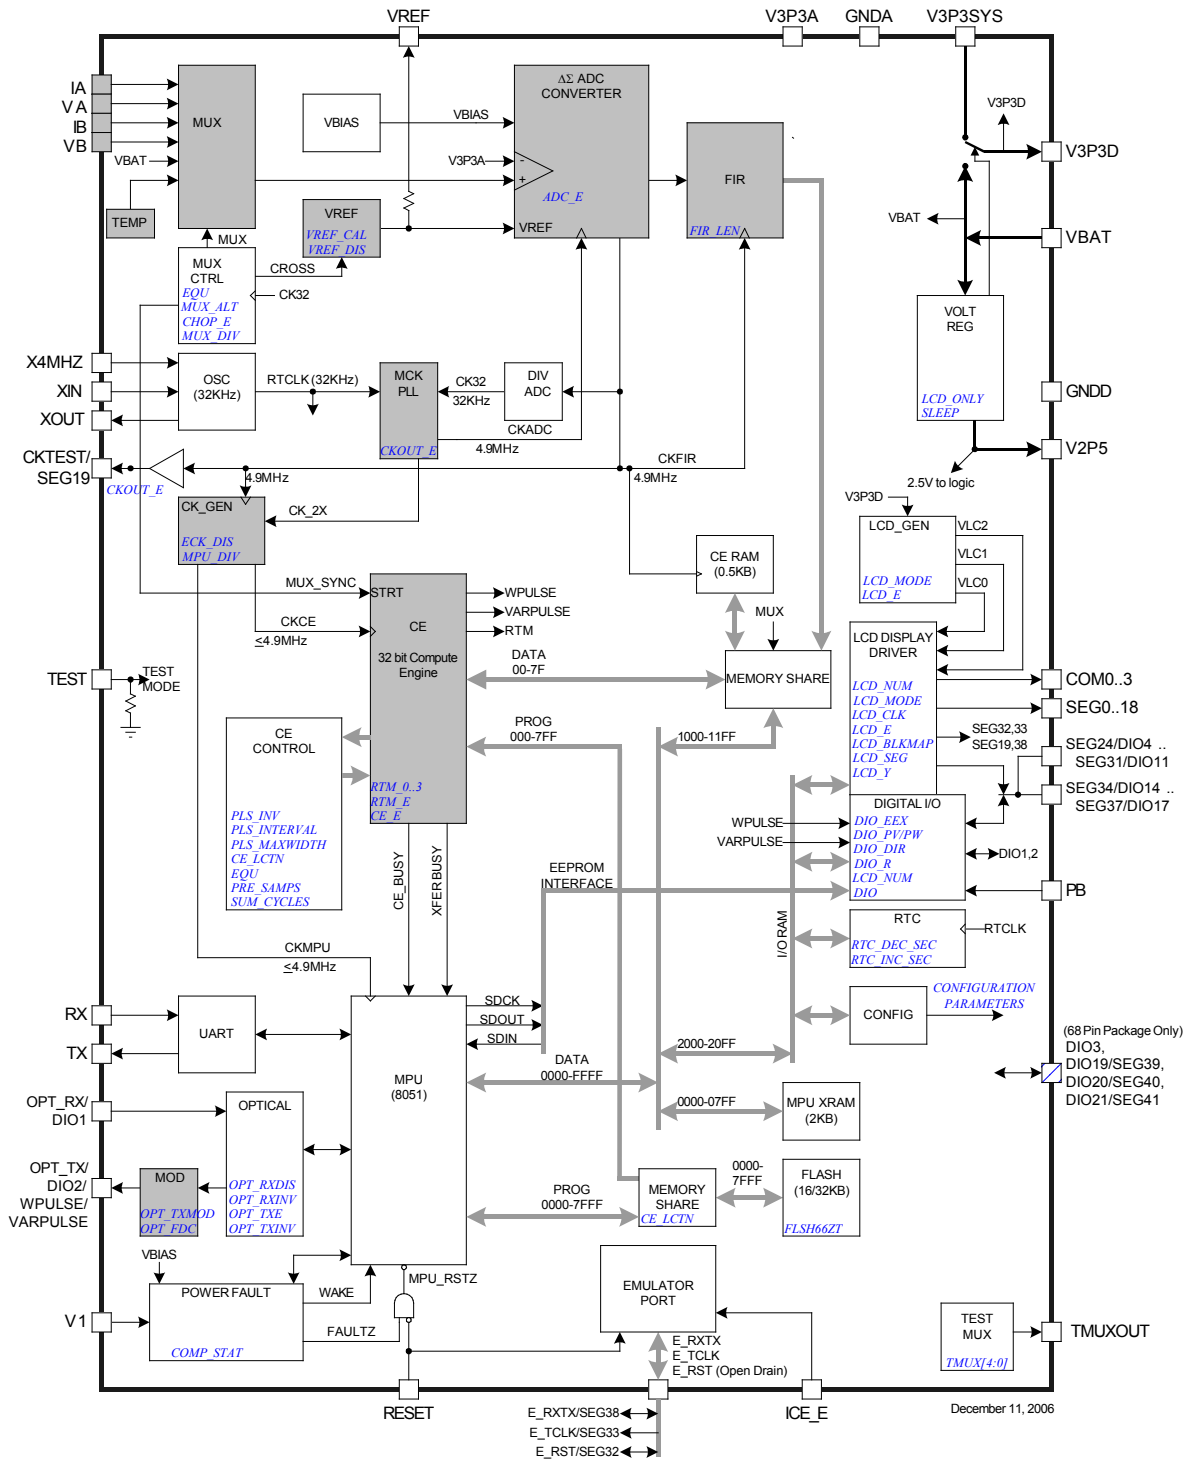 VREF
V3P3A
GNDA
V3P3SYS
IA
VA
IB
VB
VBAT
TEMP
MUX
VBIAS
VBIAS
V3P3A
ΔΣ ADC
CONVERTER
-
+
ADC_E
VREF
VREF
VREF_CAL
VREF_DIS
FIR
FIR_LEN
V3P3D
V3P3D
VBAT
VBAT
MUX
MUX
CTRL
EQU
MUX_ALT
CHOP_E
MUX_DIV
CROSS
CK32
VOLT
REG
LCD_ONLY
SLEEP
GNDD
V2P5
2.5V to logic
X4MHZ
XIN
XOUT
OSC
(32KHz)
RTCLK (32KHz)
MCK
PLL
CKOUT_E
CK32
32KHz
DIV
ADC
CKADC
4.9MHz
CKFIR
4.9MHz
CKTEST/
SEG19
CKOUT_E
4.9MHz
CK_GEN
ECK_DIS
MPU_DIV
CK_2X
MUX_SYNC
CKCE
≤4.9MHz
STRT
CE
32 bit Compute
Engine
RTM_0..3
RTM_E
CE_E
WPULSE
VARPULSE
RTM
CE RAM
(0.5KB)
MUX
MEMORY SHARE
DATA
00-7F
PROG
000-7FF
1000-11FF
V3P3D
LCD_GEN
LCD_MODE
LCD_E
VLC2
VLC1
VLC0
LCD DISPLAY
DRIVER
LCD_NUM
LCD_MODE
LCD_CLK
LCD_E
LCD_BLKMAP
LCD_SEG
LCD_Y
COM0..3
SEG0..18
SEG32,33
SEG19,38
SEG24/DIO4 ..
SEG31/DIO11
SEG34/DIO14 ..
SEG37/DIO17
TEST
TEST
MODE
CE
CONTROL
PLS_INV
PLS_INTERVAL
PLS_MAXWIDTH
CE_LCTN
EQU
PRE_SAMPS
SUM_CYCLES
WPULSE
VARPULSE
DIGITAL I/O
DIO_EEX
DIO_PV/PW
DIO_DIR
DIO_R
LCD_NUM
DIO
DIO1,2
PB
CE_BUSY
XFER BUSY
EEPROM
INTERFACE
I/O RAM
RTC
RTC_DEC_SEC
RTC_INC_SEC
RTCLK
CONFIG
CONFIGURATION
PARAMETERS
CKMPU
≤4.9MHz
RX
TX
UART
MPU
(8051)
SDCK
SDOUT
SDIN
DATA
0000-FFFF
2000-20FF
0000-07FF
MPU XRAM
(2KB)
(68 Pin Package Only)
DIO3,
DIO19/SEG39,
DIO20/SEG40,
DIO21/SEG41
OPT_RX/
DIO1
OPTICAL
OPT_RXDIS
OPT_RXINV
OPT_TXE
OPT_TXINV
OPT_TX/
DIO2/
WPULSE/
VARPULSE
MOD
OPT_TXMOD
OPT_FDC
PROG
0000-7FFF
MEMORY
SHARE
CE_LCTN
0000-
7FFF
FLASH
(16/32KB)
FLSH66ZT
VBIAS
V1
POWER FAULT
COMP_STAT
WAKE
FAULTZ
MPU_RSTZ
EMULATOR
PORT
E_RXTX
E_TCLK
E_RST (Open Drain)
TEST
MUX
TMUX[4:0]
TMUXOUT
RESET
ICE_E
December 11, 2006
E_RXTX/SEG38
E_TCLK/SEG33
E_RST/SEG32